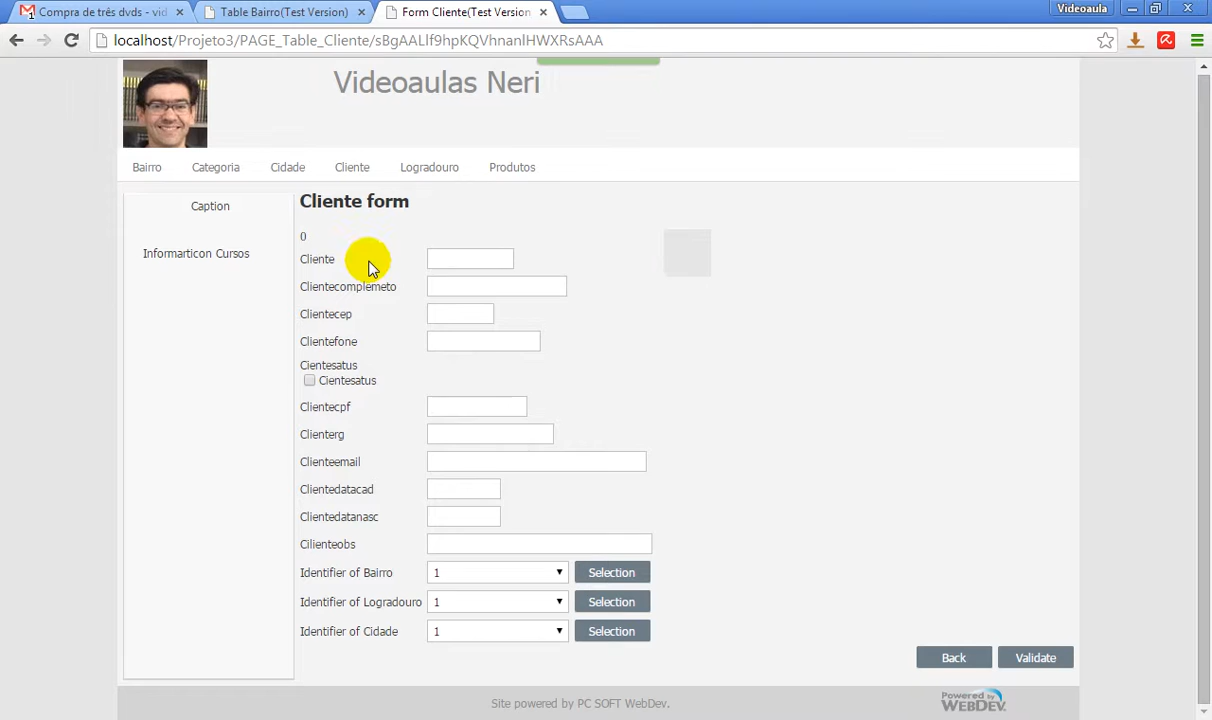 Compra de três dvds - vid
Table Bairro(Test Version)
Form Cliente(Test Version
Videoaula
localhost/Projeto3/PAGE_Table_Cliente/sBgAALlf9hpKQVhnanlHWXRsAAA
Videoaulas Neri
Bairro Categoria Cidade Cliente Logradouro Produtos
Caption
Informarticon Cursos
Cliente form
0
Cliente
Clientecomplemeto
Clientecep
Clientefone
Cientesatus
Cientesatus
Clientecpf
Clienterg
Clienteemail
Clientedatacad
Clientedatanasc
Cilienteobs
Identifier of Bairro 1 Selection
Identifier of Logradouro 1 Selection
Identifier of Cidade 1 Selection
Back Validate
Site powered by PC SOFT WebDev.
Powered by
WEBDEV